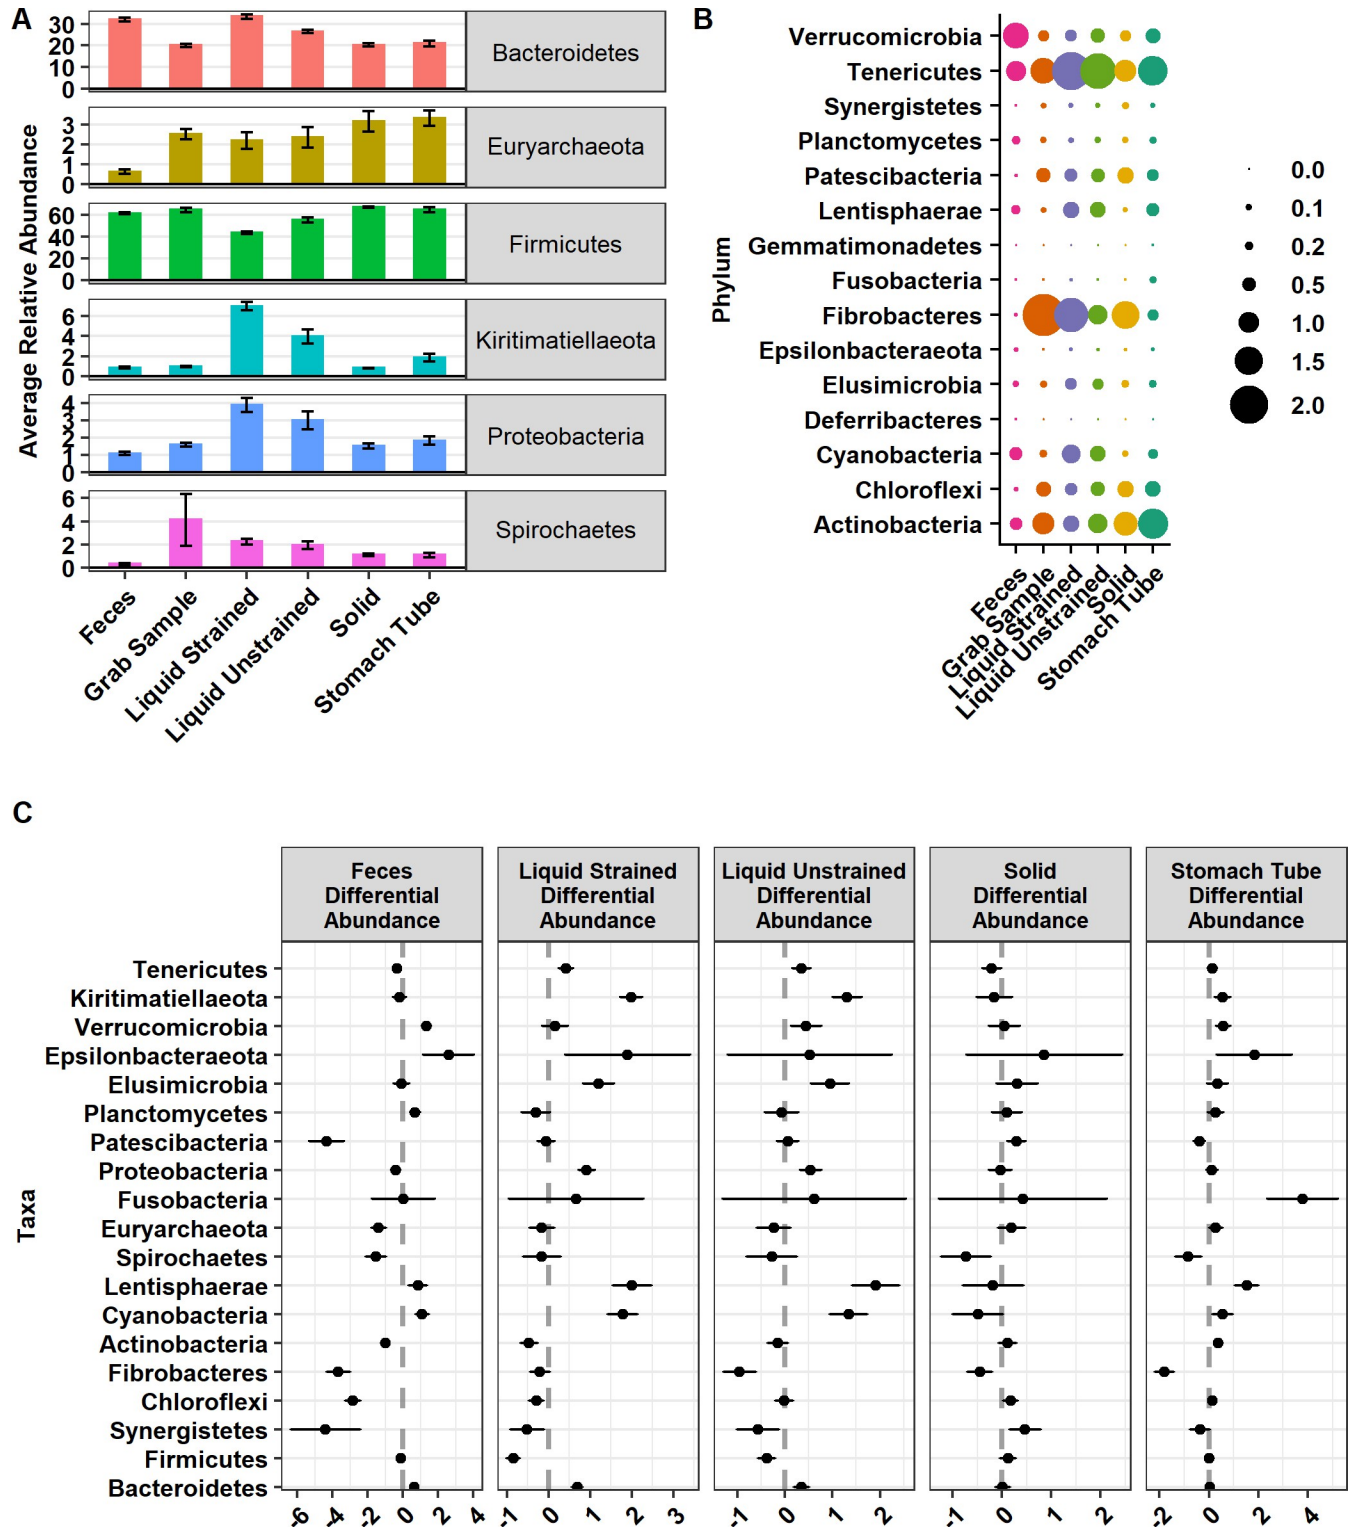 A
Average Relative Abundance
30
20
10
0
Bacteroidetes
3
2
1
0
Euryarchaeota
60
40
20
0
Firmicutes
6
4
2
0
Kiritimatiellaeota
4
3
2
1
0
Proteobacteria
6
4
2
0
Spirochaetes
Feces
Grab Sample
Liquid Strained
Liquid Unstrained
Solid
Stomach Tube
B
Phylum
Verrucomicrobia
Tenericutes
Synergistetes
Planctomycetes
Patescibacteria
Lentisphaerae
Gemmatimonadetes
Fusobacteria
Fibrobacteres
Epsilonbacteraeota
Elusimicrobia
Deferribacteres
Cyanobacteria
Chloroflexi
Actinobacteria
Feces
Grab Sample
Liquid Strained
Liquid Unstrained
Solid
Stomach Tube
0.0
0.1
0.2
0.5
1.0
1.5
2.0
C
Feces
Differential
Abundance
Liquid Strained
Differential
Abundance
Liquid Unstrained
Differential
Abundance
Solid
Differential
Abundance
Stomach Tube
Differential
Abundance
Taxa
Tenericutes
Kiritimatiellaeota
Verrucomicrobia
Epsilonbacteraeota
Elusimicrobia
Planctomycetes
Patescibacteria
Proteobacteria
Fusobacteria
Euryarchaeota
Spirochaetes
Lentisphaerae
Cyanobacteria
Actinobacteria
Fibrobacteres
Chloroflexi
Synergistetes
Firmicutes
Bacteroidetes
-6 -4 -2 0 2 4
-1 0 1 2 3
-1 0 1 2
-1 0 1 2
-2 0 2 4